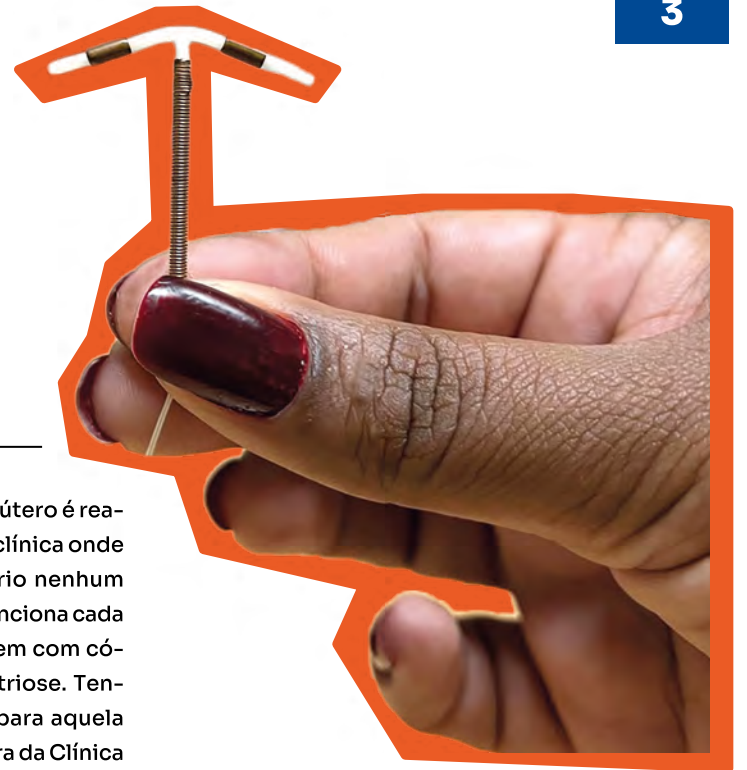 3
útero é rea-
clínica onde
rio nenhum
nciona cada
em com có-
triose. Ten-
para aquela
ra da Clínica